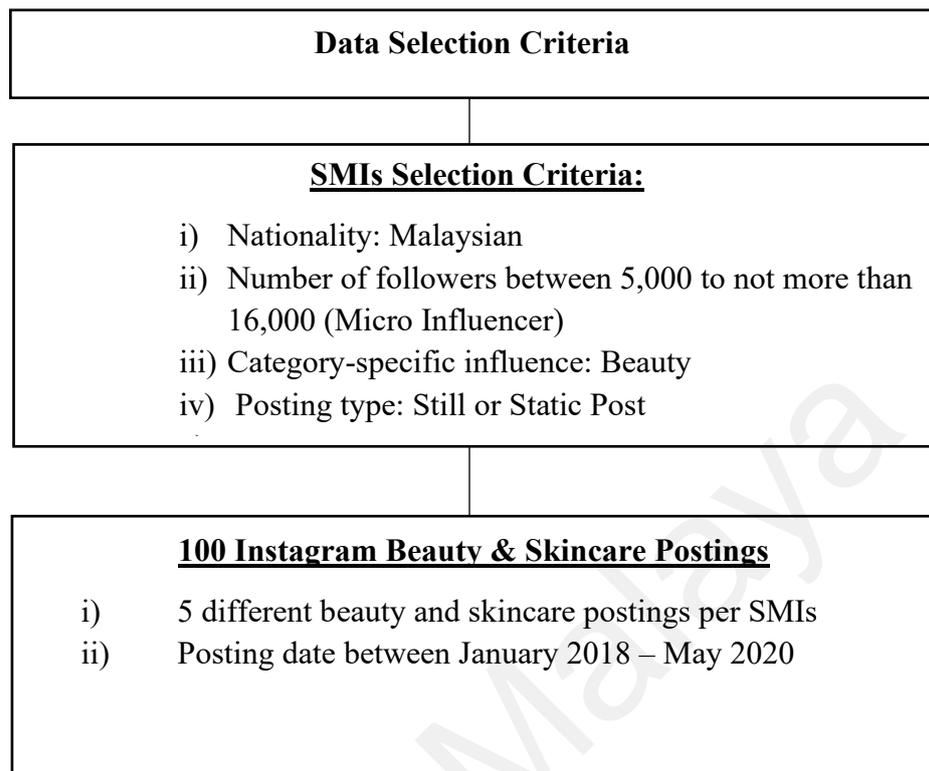 Data Selection Criteria
SMIs Selection Criteria:
i) Nationality: Malaysian
ii) Number of followers between 5,000 to not more than
16,000 (Micro Influencer)
iii) Category-specific influence: Beauty
iv) Posting type: Still or Static Post
100 Instagram Beauty & Skincare Postings
i) 5 different beauty and skincare postings per SMIs
ii) Posting date between January 2018 – May 2020
Malaya